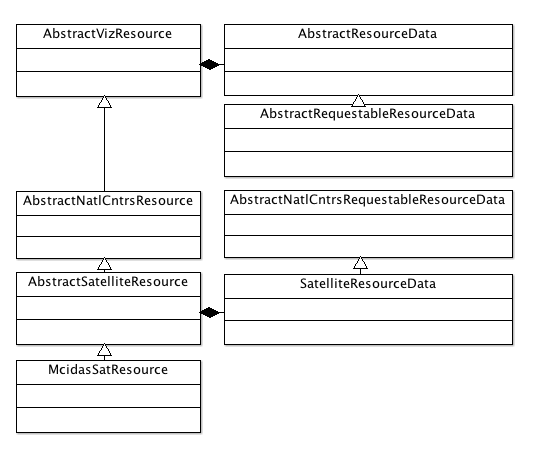 AbstractVizResource
AbstractResourceData
AbstractRequestableResourceData
AbstractNatlCntrsResource
AbstractNatlCntrsRequestableResourceData
AbstractSatelliteResource
SatelliteResourceData
McidasSatResource